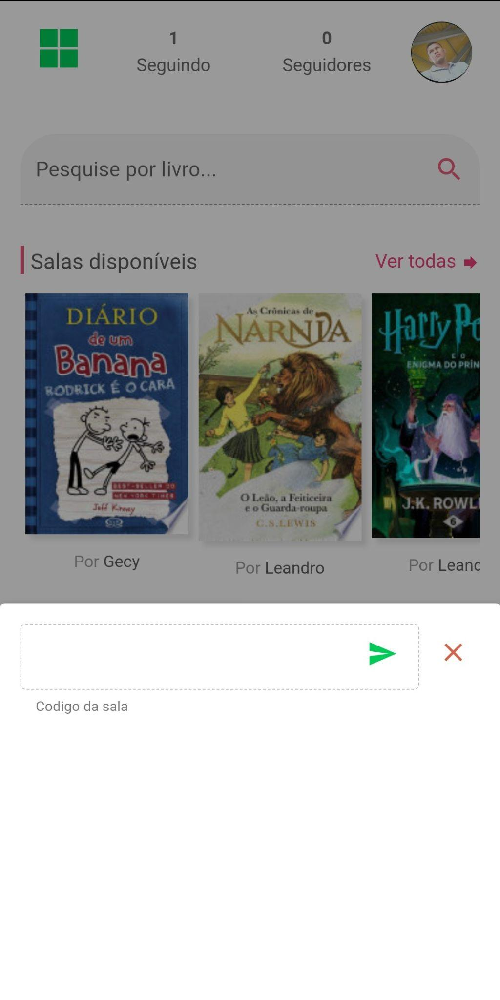 1
Seguindo
0
Seguidores
Pesquise por livro...
Salas disponíveis
Ver todas
DIÁRIO
de um
Banana
RODRICK É O CARA
BEST-SELLER DO
NEW YORK TIMES
Jeff Kinney
As Crônicas de
NÁRNIA
O Leão, a Feiticeira
e o Guarda-roupa
C.S.LEWIS
Harry Po
E O
ENIGMA DO PRÍN
J.K. ROWLI
6
Por Gecy
Por Leandro
Por Leanc
Codigo da sala